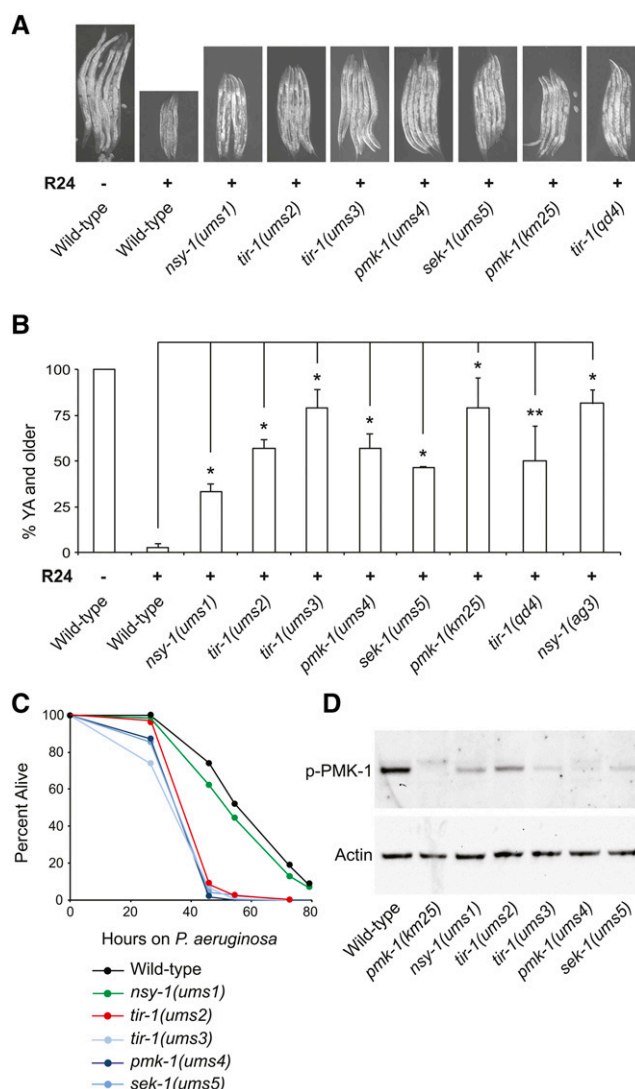 A
R24 - + + + + + + + +
Wild-type
Wild-type
nsy-1(ums1)
tir-1(ums2)
tir-1(ums3)
pmk-1(ums4)
sek-1(ums5)
pmk-1(km25)
tir-1(qd4)
B
% YA and older
100
75
50
25
0
* * * * * * ** *
R24 - + + + + + + + + +
Wild-type
Wild-type
nsy-1(ums1)
tir-1(ums2)
tir-1(ums3)
pmk-1(ums4)
sek-1(ums5)
pmk-1(km25)
tir-1(qd4)
nsy-1(ag3)
C
Percent Alive
100
80
60
40
20
0
0 20 40 60 80
Hours on P. aeruginosa
Wild-type
nsy-1(ums1)
tir-1(ums2)
tir-1(ums3)
pmk-1(ums4)
sek-1(ums5)
D
p-PMK-1
Actin
Wild-type
pmk-1(km25)
nsy-1(ums1)
tir-1(ums2)
tir-1(ums3)
pmk-1(ums4)
sek-1(ums5)